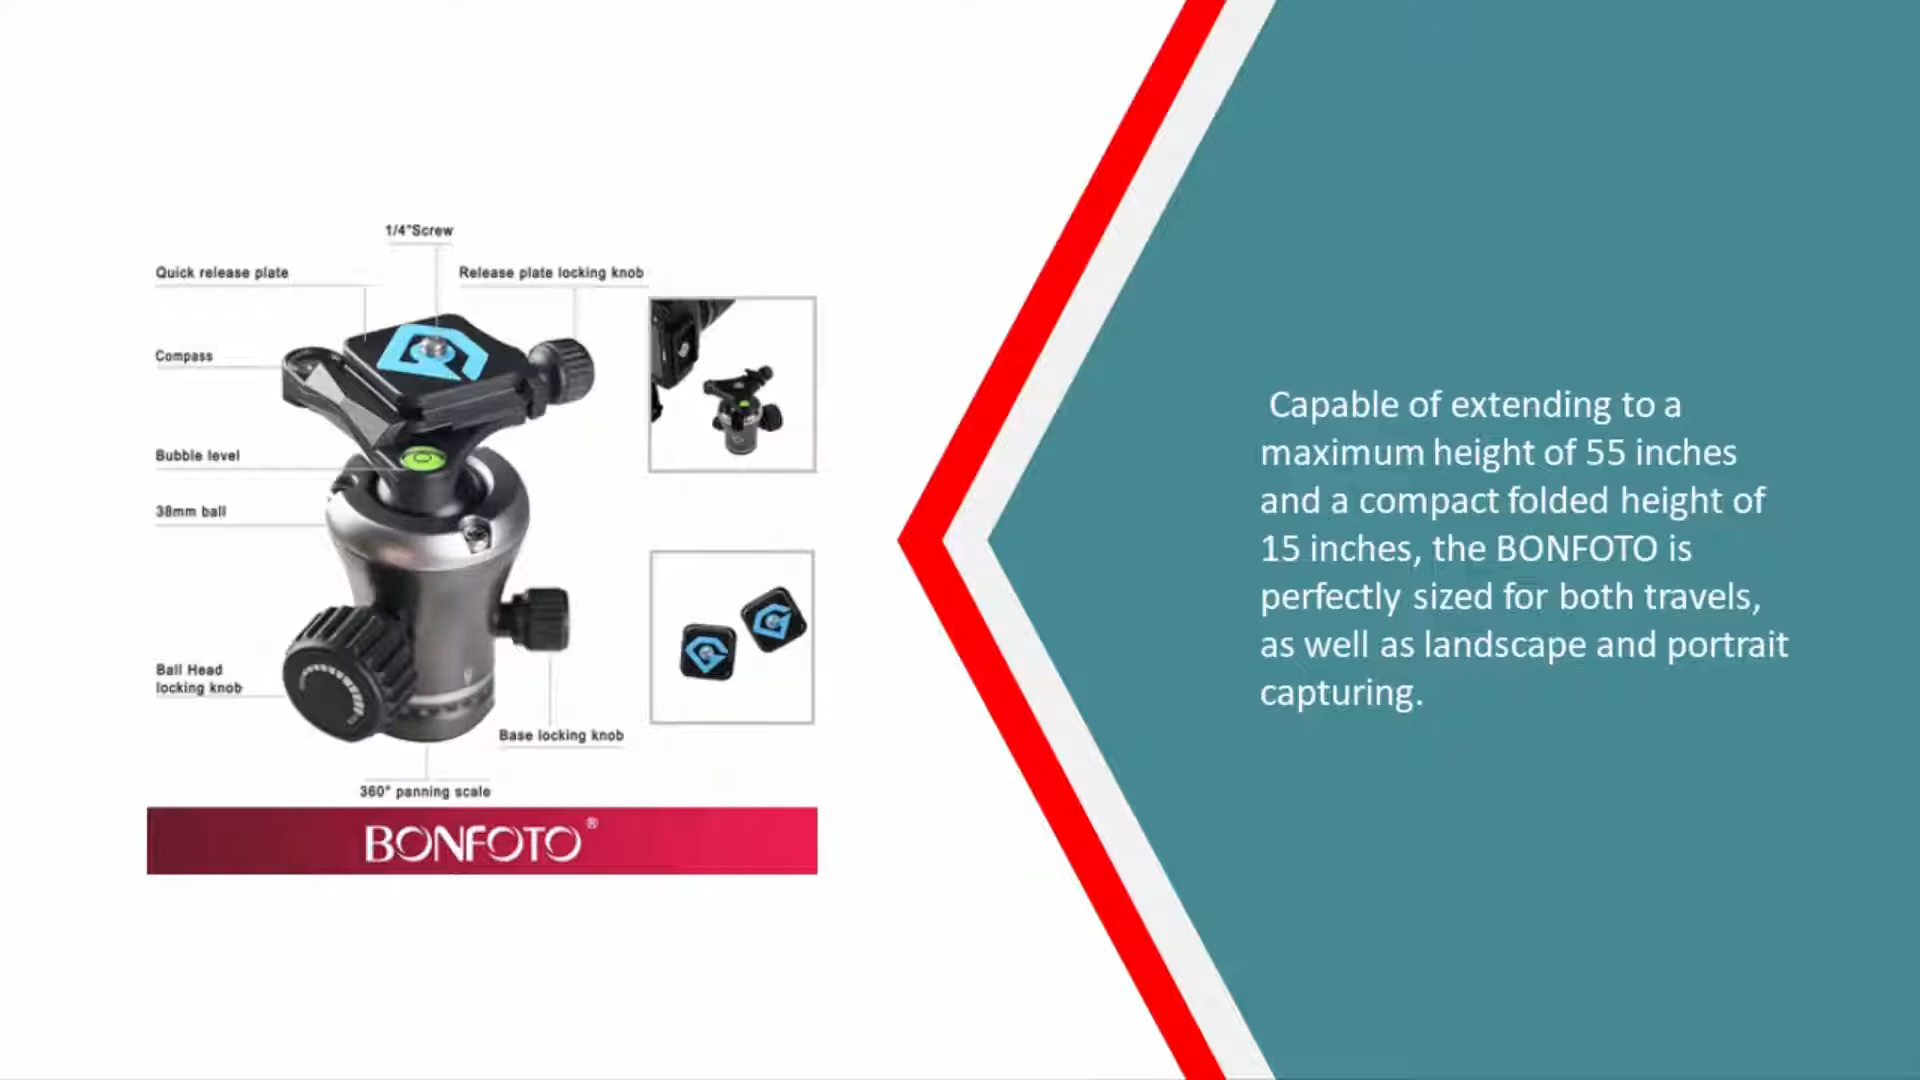 1/4"Screw
Quick release plate
Release plate locking knob
Compass
Bubble level
38mm ball
Ball Head
locking knob
Base locking knob
360° panning scale
BONFOTO®
Capable of extending to a
maximum height of 55 inches
and a compact folded height of
15 inches, the BONFOTO is
perfectly sized for both travels,
as well as landscape and portrait
capturing.